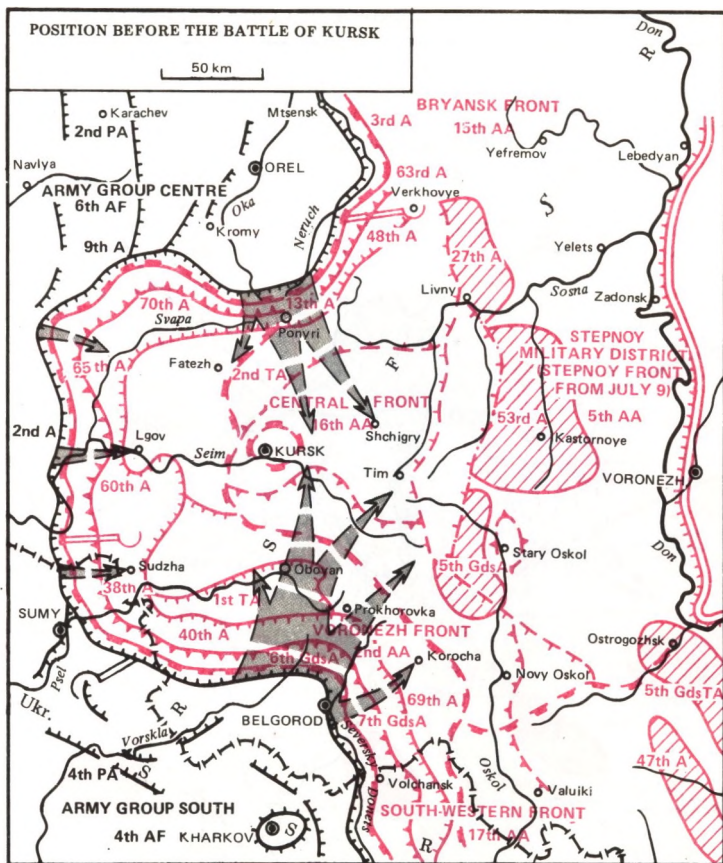 POSITION BEFORE THE BATTLE OF KURSK
50 km
Don
R
Karachev
2nd PA
Mtsensk
3rd A
BRYANSK FRONT
15th AA
Yefremov
Lebedyan
Navlya
OREL
ARMY GROUP CENTRE
6th AF
Oka
63rd A
Verkhovye
S
9th A
Kromy
Neruch
48th A
27th A
Yelets
70th A
13th A
Livny
Sosna
Zadonsk
Svapa
Ponyri
STEPNOY
MILITARY DISTRICT
(STEPNOY FRONT
FROM JULY 9)
65th A
Fatezh
2nd TA
F
CENTRAL FRONT
53rd A
5th AA
2nd A
Lgov
16th AA
Shchigry
Kastornoye
Seim
KURSK
60th A
Tim
VORONEZH
S
Stary Oskol
Don
Sudzha
Oboyan
5th GdsA
38th A
1st TA
SUMY
Prokhorovka
40th A
VORONEZH FRONT
Ostrogozhsk
6th GdsA
2nd AA
Korocha
Psel
R
Novy Oskol
5th GdsTA
Ukr.
69th A
BELGOROD
7th GdsA
Vorskla
Seversky
Donets
Oskol
47th A
4th PA
S
Volchansk
Valuiki
ARMY GROUP SOUTH
SOUTH-WESTERN FRONT
4th AF
KHARKOV
S
17th AA
R